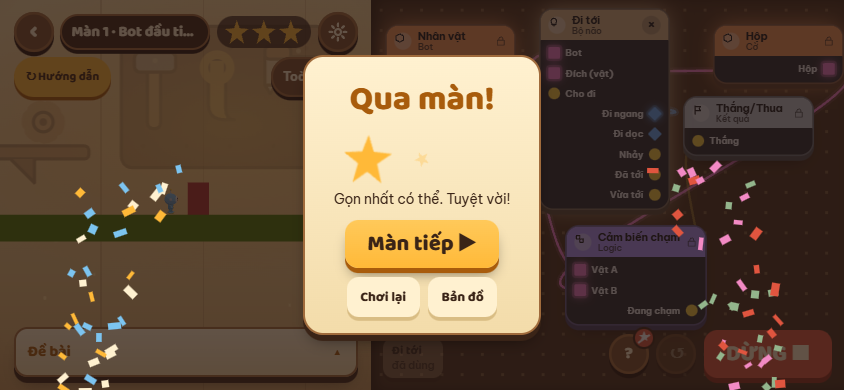 Màn 1 · Bot đầu ti...
Hướng dẫn
Toà
Đề bài
Qua màn!
Gọn nhất có thể. Tuyệt vời!
Màn tiếp
Chơi lại
Bản đồ
Nhân vật
Bot
Đi tới
Bộ não
Bot
Đích (vật)
Cho đi
Đi ngang
Đi dọc
Nhảy
Đã tới
Vừa tới
Hộp
Cỡ
Hộp
Thắng/Thua
Kết quả
Thắng
Cảm biến chạm
Logic
Vật A
Vật B
Đang chạm
Đi tới
đã dùng
?
DỪNG